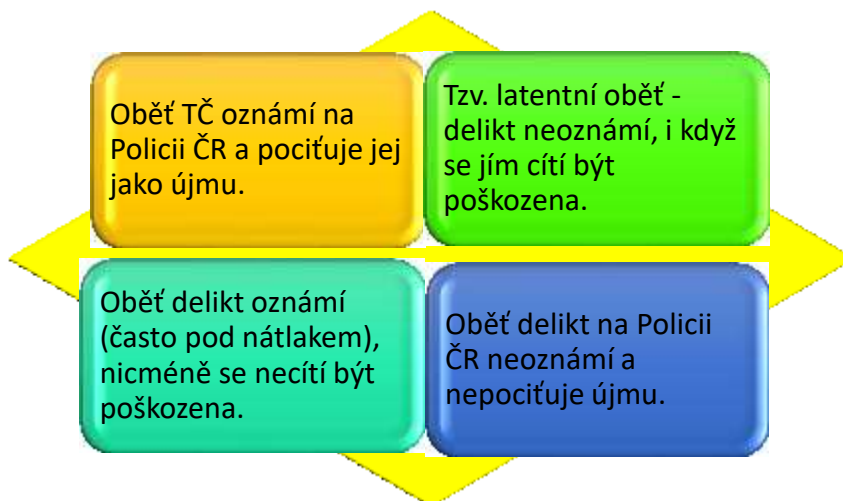 Oběť TČ oznámí na
Policii ČR a pociťuje jej
jako újmu.
Tzv. latentní oběť -
delikt neoznámí, i když
se jím cítí být
poškozena.
Oběť delikt oznámí
(často pod nátlakem),
nicméně se necítí být
poškozena.
Oběť delikt na Policii
ČR neoznámí a
nepociťuje újmu.